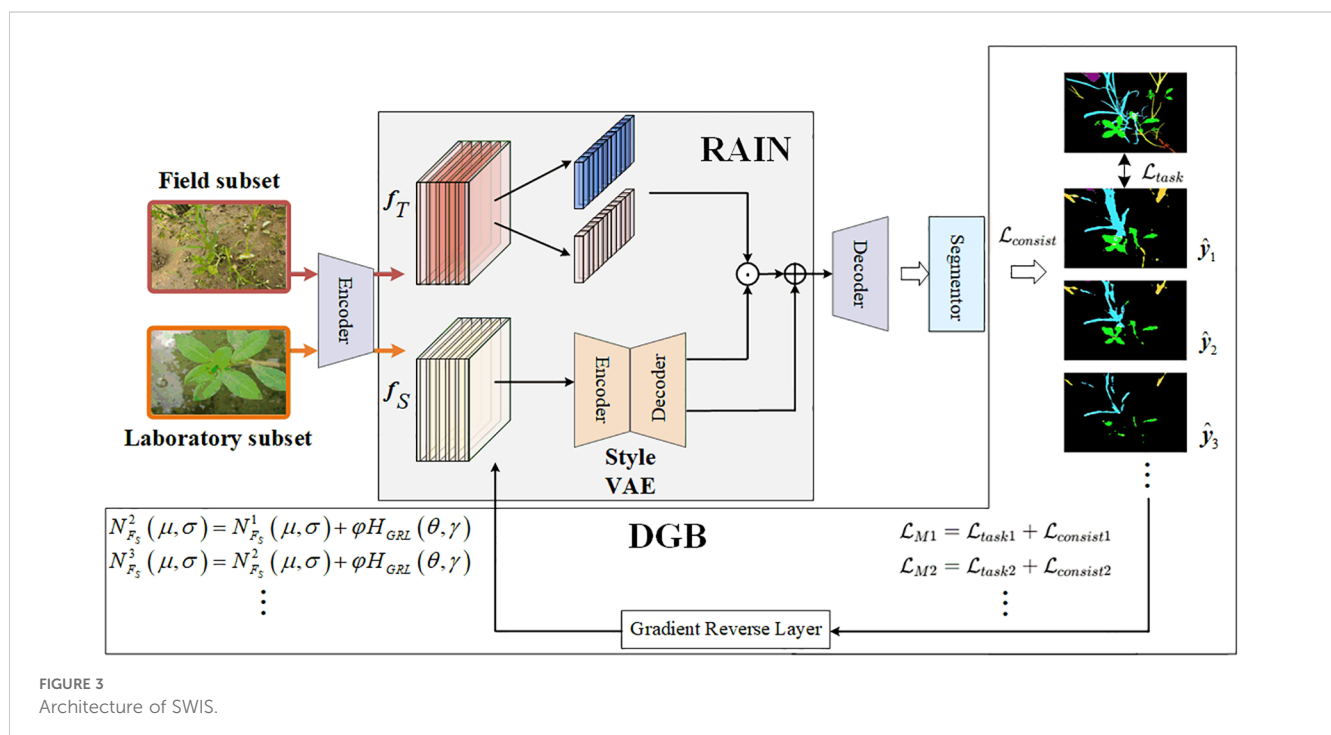 RAIN
Field subset
f_T
Encoder
Laboratory subset
f_S
Encoder
Decoper
Style
VAE
Decoder
Segmentor
ℒ_consist
ℒ_task
ŷ_1
ŷ_2
ŷ_3
⋮
DGB
N²_{F_S}(μ,σ)=N¹_{F_S}(μ,σ)+φH_{GRL}(θ,γ)
N³_{F_S}(μ,σ)=N²_{F_S}(μ,σ)+φH_{GRL}(θ,γ)
⋮
ℒ_{M1} = ℒ_{task1} + ℒ_{consist1}
ℒ_{M2} = ℒ_{task2} + ℒ_{consist2}
⋮
Gradient Reverse Layer
FIGURE 3
Architecture of SWIS.